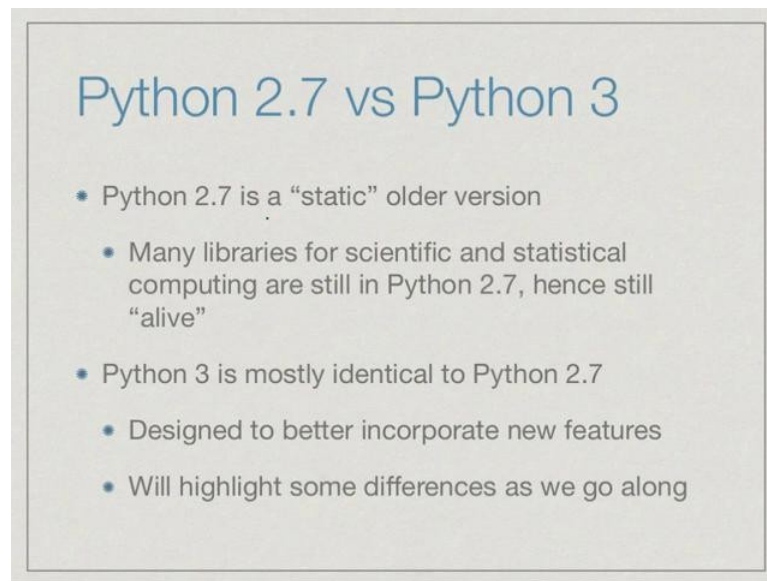 Python 2.7 vs Python 3
Python 2.7 is a “static” older version
Many libraries for scientific and statistical
computing are still in Python 2.7, hence still
“alive”
Python 3 is mostly identical to Python 2.7
Designed to better incorporate new features
Will highlight some differences as we go along